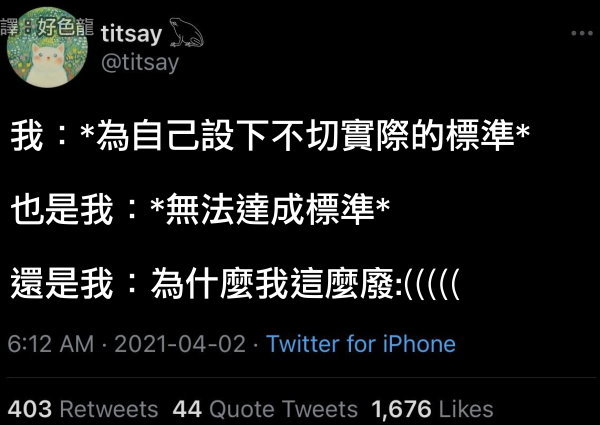 譯：好色龍
titsay
@titsay
我：*為自己設下不切實際的標準*
也是我：*無法達成標準*
還是我：為什麼我這麼廢:(((((
6:12 AM · 2021-04-02 · Twitter for iPhone
403 Retweets 44 Quote Tweets 1,676 Likes